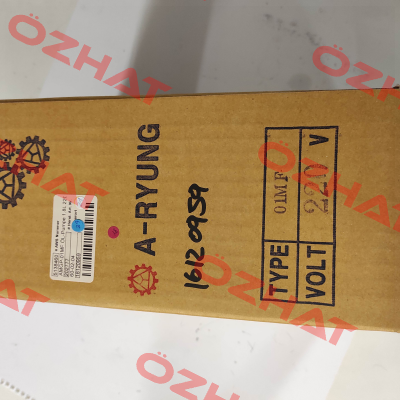 A-RYUNG
16120959
TYPE 01MF
VOLT 220 V
ÖZHAT
ÖZHAT
ÖZHAT
ÖZHAT
ÖZHAT